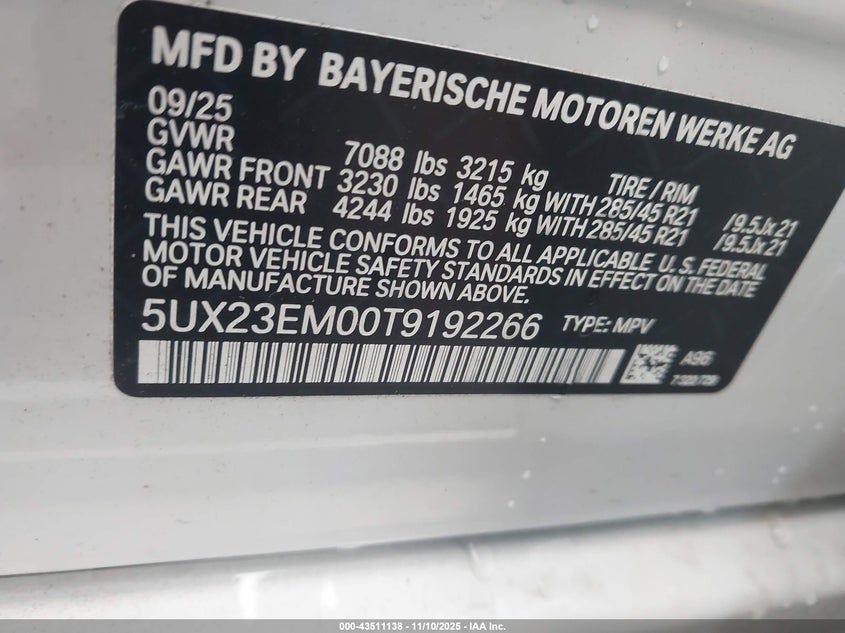 MFD BY BAYERISCHE MOTOREN WERKE AG
09/25
GVWR 7088 lbs 3215 kg TIRE / RIM
GAWR FRONT 3230 lbs 1465 kg WITH 285/45 R21 /9.5Jx21
GAWR REAR 4244 lbs 1925 kg WITH 285/45 R21 /9.5Jx21
THIS VEHICLE CONFORMS TO ALL APPLICABLE U. S. FEDERAL
MOTOR VEHICLE SAFETY STANDARDS IN EFFECT ON THE DATE
OF MANUFACTURE SHOWN ABOVE.
5UX23EM00T9192266 TYPE: MPV
A96
000-43511138 - 11/10/2025 - IAA Inc.